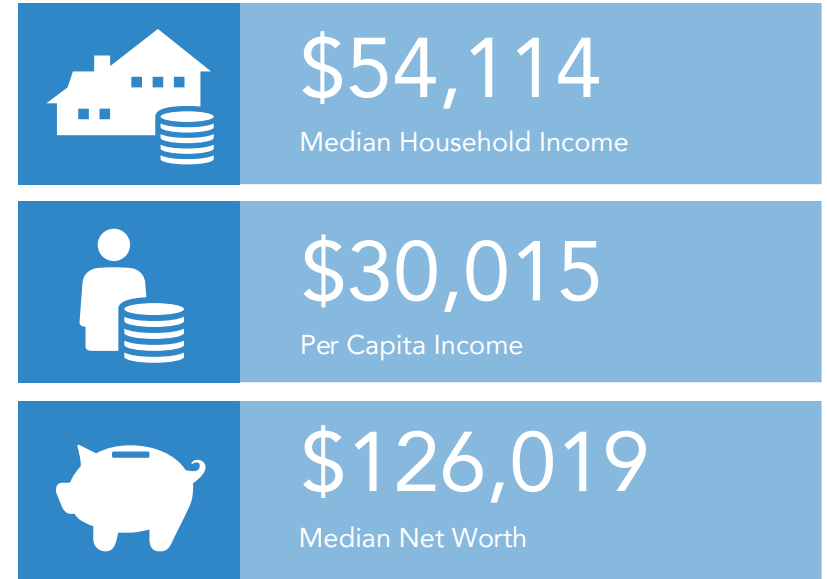 $54,114
Median Household Income
$30,015
Per Capita Income
$126,019
Median Net Worth